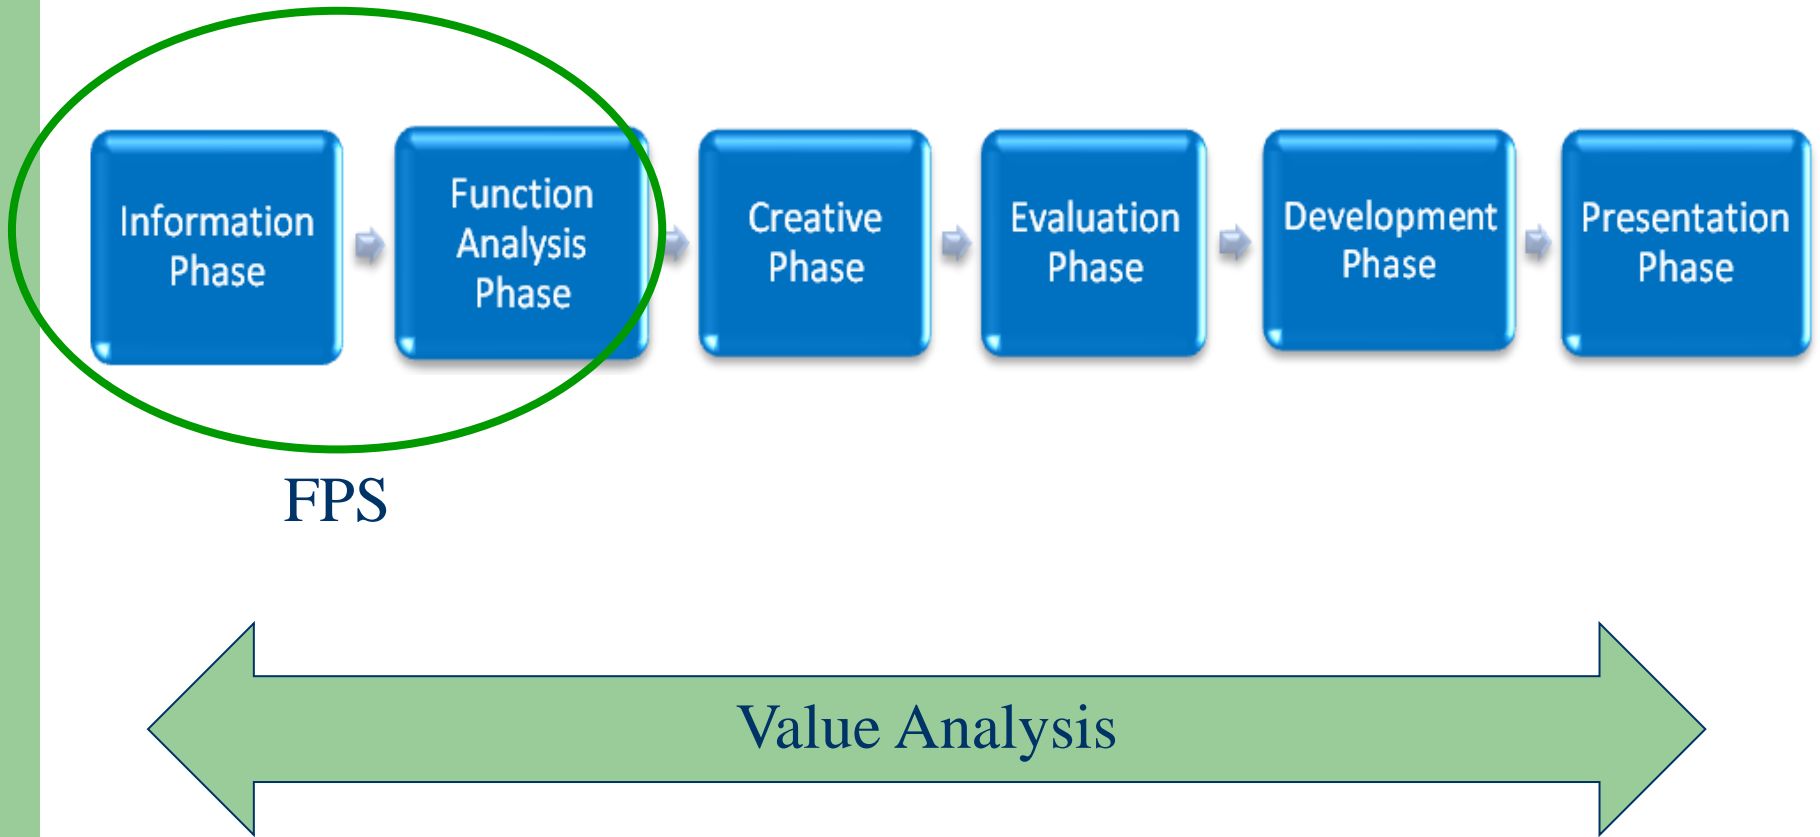 Information
Phase
Function
Analysis
Phase
Creative
Phase
Evaluation
Phase
Development
Phase
Presentation
Phase
FPS
Value Analysis